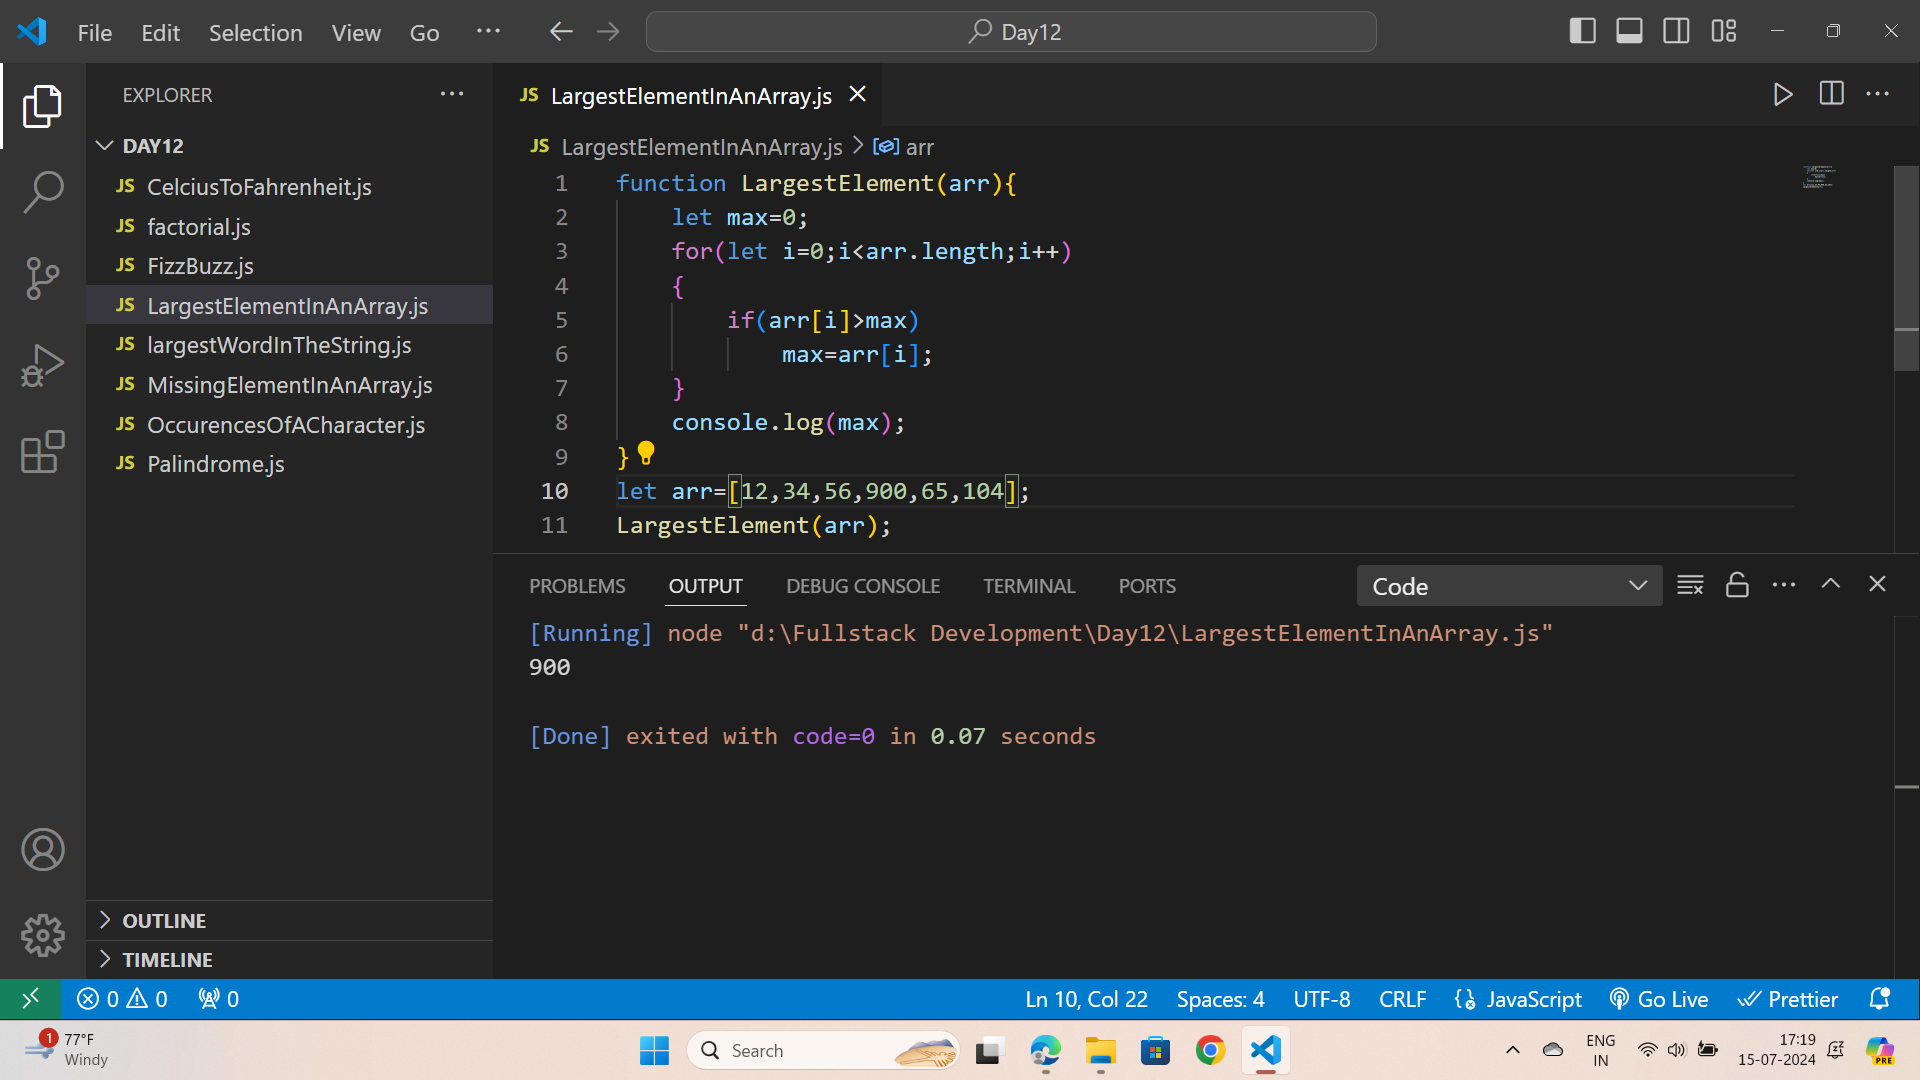 File Edit Selection View Go ··· Day12
EXPLORER ···
DAY12
JS CelciusToFahrenheit.js
JS factorial.js
JS FizzBuzz.js
JS LargestElementInAnArray.js
JS largestWordInTheString.js
JS MissingElementInAnArray.js
JS OccurencesOfACharacter.js
JS Palindrome.js
OUTLINE
TIMELINE
JS LargestElementInAnArray.js
JS LargestElementInAnArray.js > arr
1 function LargestElement(arr){
2 let max=0;
3 for(let i=0;i<arr.length;i++)
4 {
5 if(arr[i]>max)
6 max=arr[i];
7 }
8 console.log(max);
9 }
10 let arr=[12,34,56,900,65,104];
11 LargestElement(arr);
PROBLEMS OUTPUT DEBUG CONSOLE TERMINAL PORTS Code
[Running] node "d:\Fullstack Development\Day12\LargestElementInAnArray.js"
900
[Done] exited with code=0 in 0.07 seconds
0 0 0 Ln 10, Col 22 Spaces: 4 UTF-8 CRLF JavaScript Go Live Prettier
1 77°F
Windy
Search
ENG
IN
17:19
15-07-2024
PRE